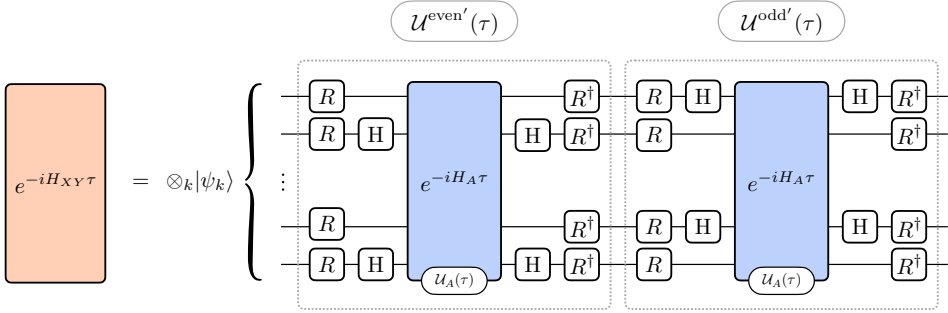 𝒰^{even′}(τ) 𝒰^{odd′}(τ)
R R† R H H R†
R H H R† R R†
e^{-iH_{XY}τ} = ⊗_k|ψ_k⟩ ⋮ e^{-iH_Aτ} e^{-iH_Aτ}
R R† R H H R†
R H H R† R R†
𝒰_A(τ) 𝒰_A(τ)